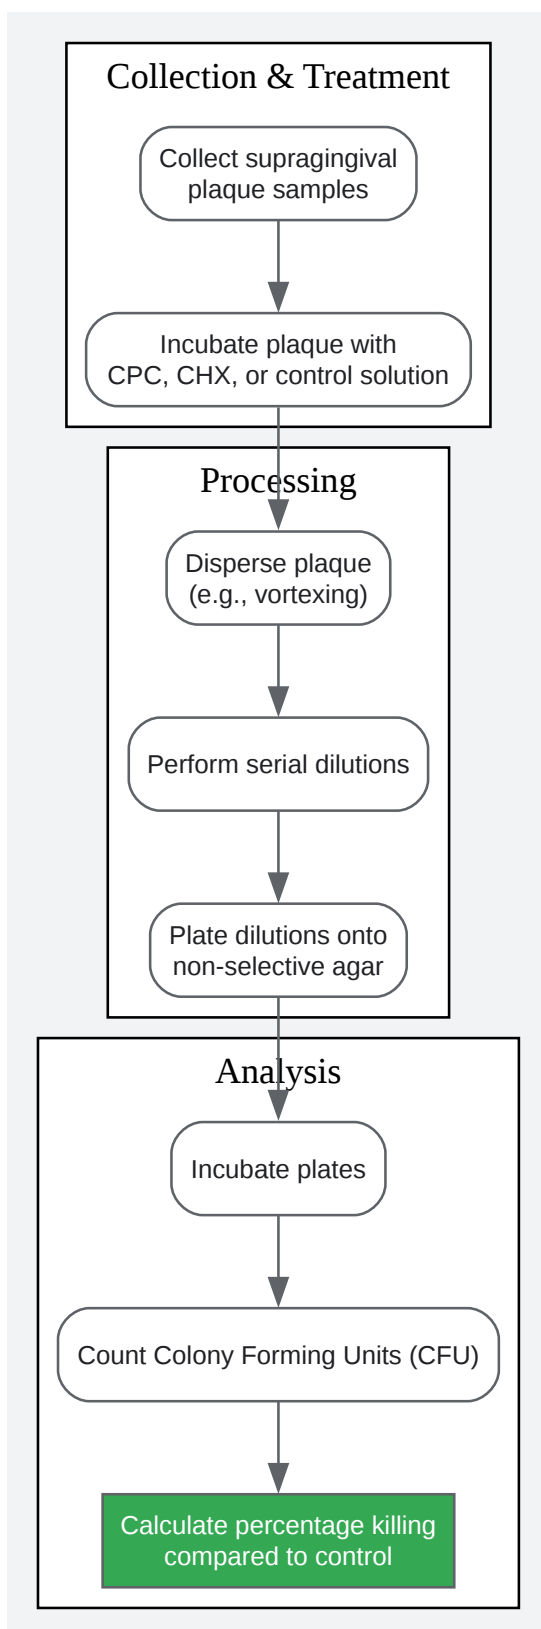 Collection & Treatment
Collect supragingival
plaque samples
Incubate plaque with
CPC, CHX, or control solution
Processing
Disperse plaque
(e.g., vortexing)
Perform serial dilutions
Plate dilutions onto
non-selective agar
Analysis
Incubate plates
Count Colony Forming Units (CFU)
Calculate percentage killing
compared to control